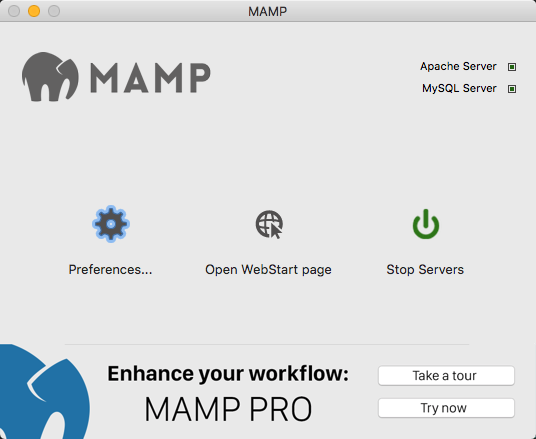 MAMP
MAMP
Apache Server
MySQL Server
Preferences...
Open WebStart page
Stop Servers
Enhance your workflow:
MAMP PRO
Take a tour
Try now